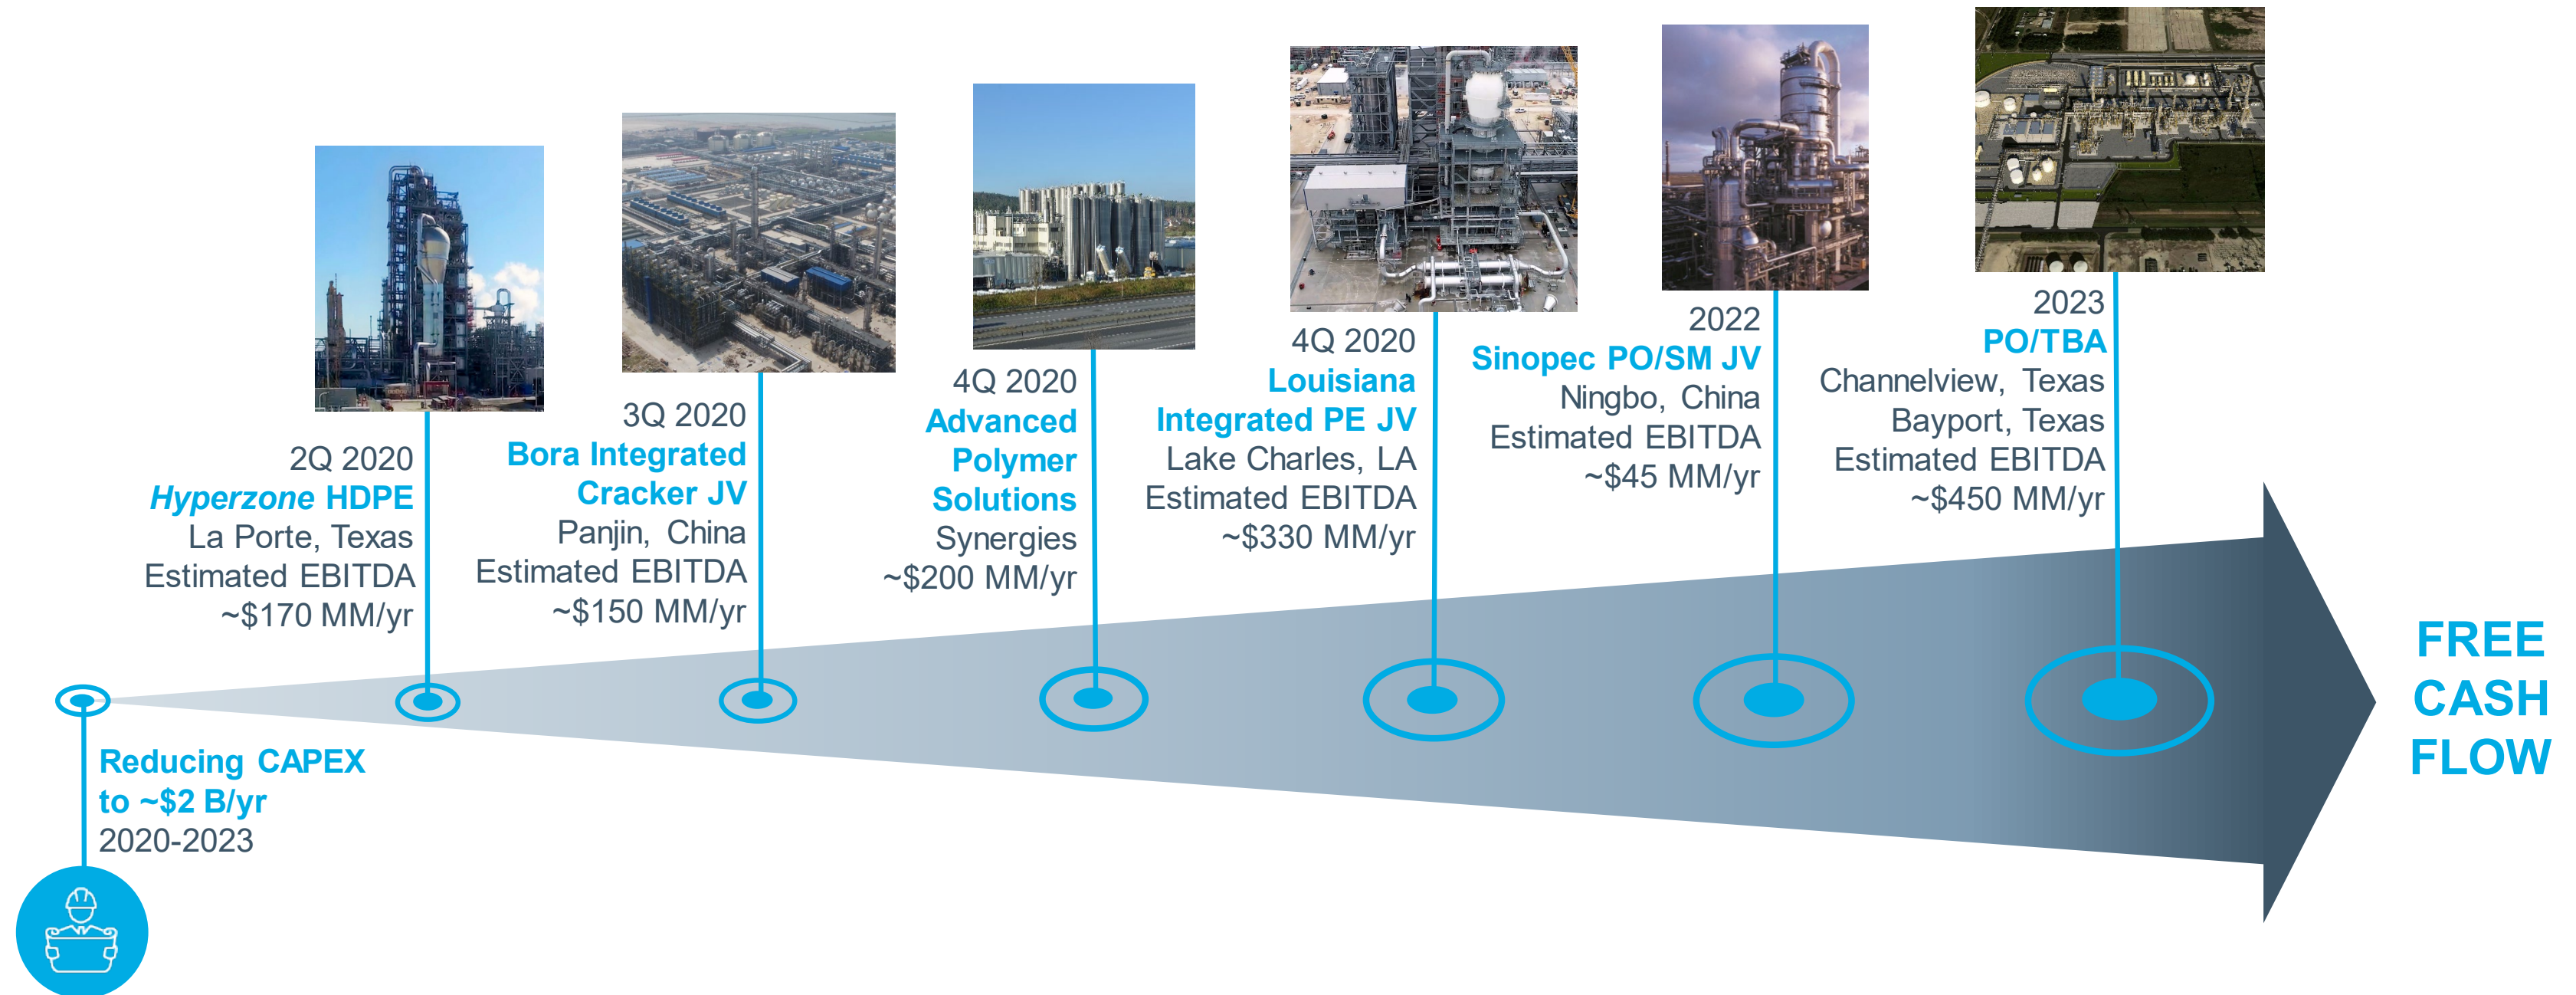 2Q 2020
Hyperzone HDPE
La Porte, Texas
Estimated EBITDA
~$170 MM/yr
3Q 2020
Bora Integrated
Cracker JV
Panjin, China
Estimated EBITDA
~$150 MM/yr
4Q 2020
Advanced
Polymer
Solutions
Synergies
~$200 MM/yr
4Q 2020
Louisiana
Integrated PE JV
Lake Charles, LA
Estimated EBITDA
~$330 MM/yr
2022
Sinopec PO/SM JV
Ningbo, China
Estimated EBITDA
~$45 MM/yr
2023
PO/TBA
Channelview, Texas
Bayport, Texas
Estimated EBITDA
~$450 MM/yr
Reducing CAPEX
to ~$2 B/yr
2020-2023
FREE
CASH
FLOW